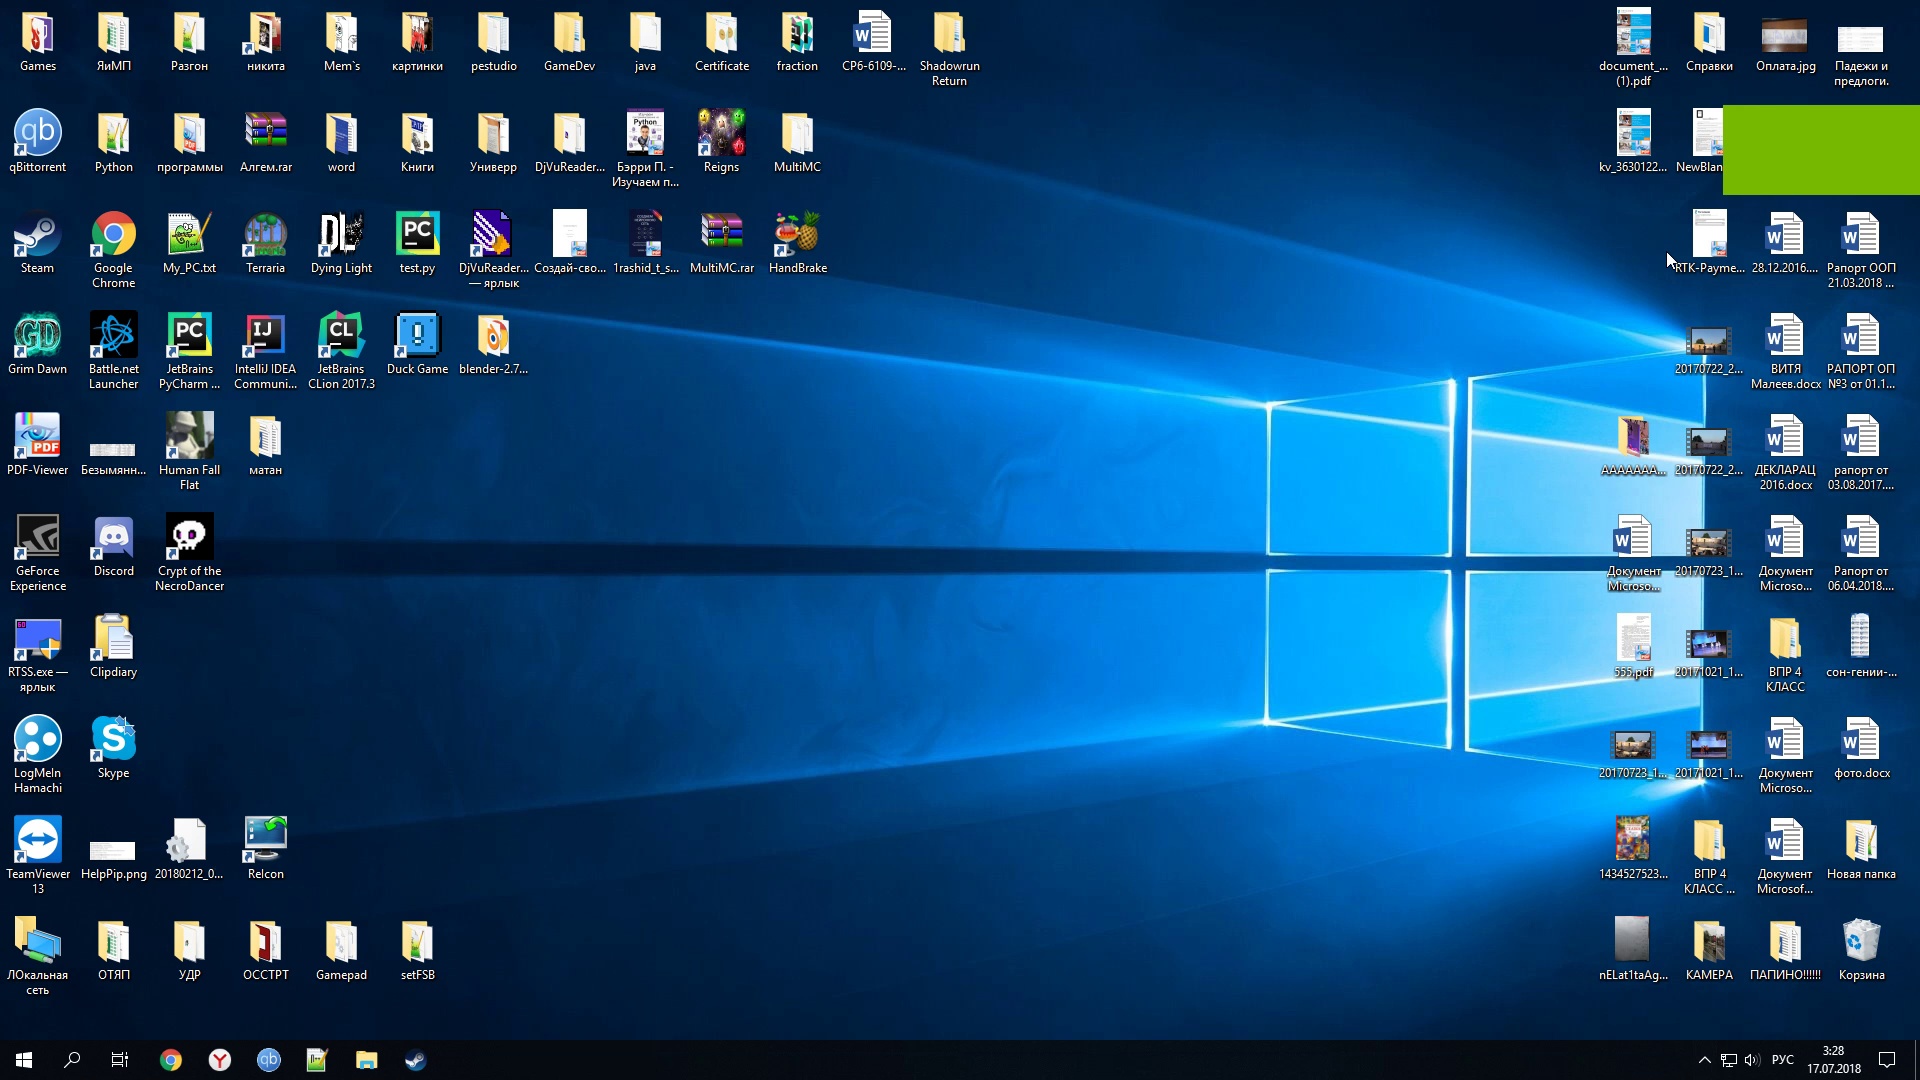 Games
ЯиМП
Разгон
никита
Mem`s
картинки
pestudio
GameDev
java
Certificate
fraction
СР6-6109-...
Shadowrun
Return
document_...
(1).pdf
Справки
Оплата.jpg
Падежи и
предлоги.
qBittorrent
Python
программы
Алгем.rar
word
Книги
Универр
DjVuReader...
Бэрри П. -
Изучаем п...
Reigns
MultiMC
kv_3630122...
NewBlan
Steam
Google
Chrome
My_PC.txt
Terraria
Dying Light
test.py
DjVuReader...
— ярлык
Создай-сво...
1rashid_t_s...
MultiMC.rar
HandBrake
RTK-Payme...
28.12.2016....
Рапорт ООП
21.03.2018 ...
Grim Dawn
Battle.net
Launcher
JetBrains
PyCharm ...
IntelliJ IDEA
Communi...
JetBrains
CLion 2017.3
Duck Game
blender-2.7...
20170722_2...
ВИТЯ
Малеев.docx
РАПОРТ ОП
№3 от 01.1...
PDF-Viewer
Безымянн...
Human Fall
Flat
матан
AAAAAAA...
20170722_2...
ДЕКЛАРАЦ
2016.docx
рапорт от
03.08.2017....
GeForce
Experience
Discord
Crypt of the
NecroDancer
Документ
Microso...
20170723_1...
Документ
Microso...
Рапорт от
06.04.2018....
RTSS.exe —
ярлык
Clipdiary
555.pdf
20171021_1...
ВПР 4
КЛАСС
сон-гении-...
LogMeIn
Hamachi
Skype
20170723_1...
20171021_1...
Документ
Microso...
фото.docx
TeamViewer
13
HelpPip.png
20180212_0...
ReIcon
1434527523...
ВПР 4
КЛАСС ...
Документ
Microsof...
Новая папка
ЛОкальная
сеть
ОТЯП
УДР
ОССТРТ
Gamepad
setFSB
nELat1taAg...
КАМЕРА
ПАПИНО!!!!!!
Корзина
РУС
3:28
17.07.2018